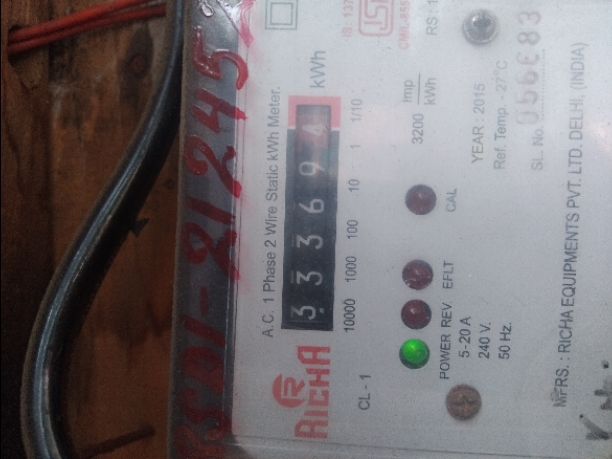 A.C. 1 Phase 2 Wire Static kWh Meter.
3 3 3 6 9 4 kWh
10000 1000 100 10 1 1/10
RICHA
CL - 1
3200 imp
kWh
POWER REV. EFLT CAL
5-20 A
240 V.
50 Hz.
YEAR : 2015
Ref. Temp. -27°C
SL. No.
MFRS. : RICHA EQUIPMENTS PVT. LTD. DELHI, (INDIA)